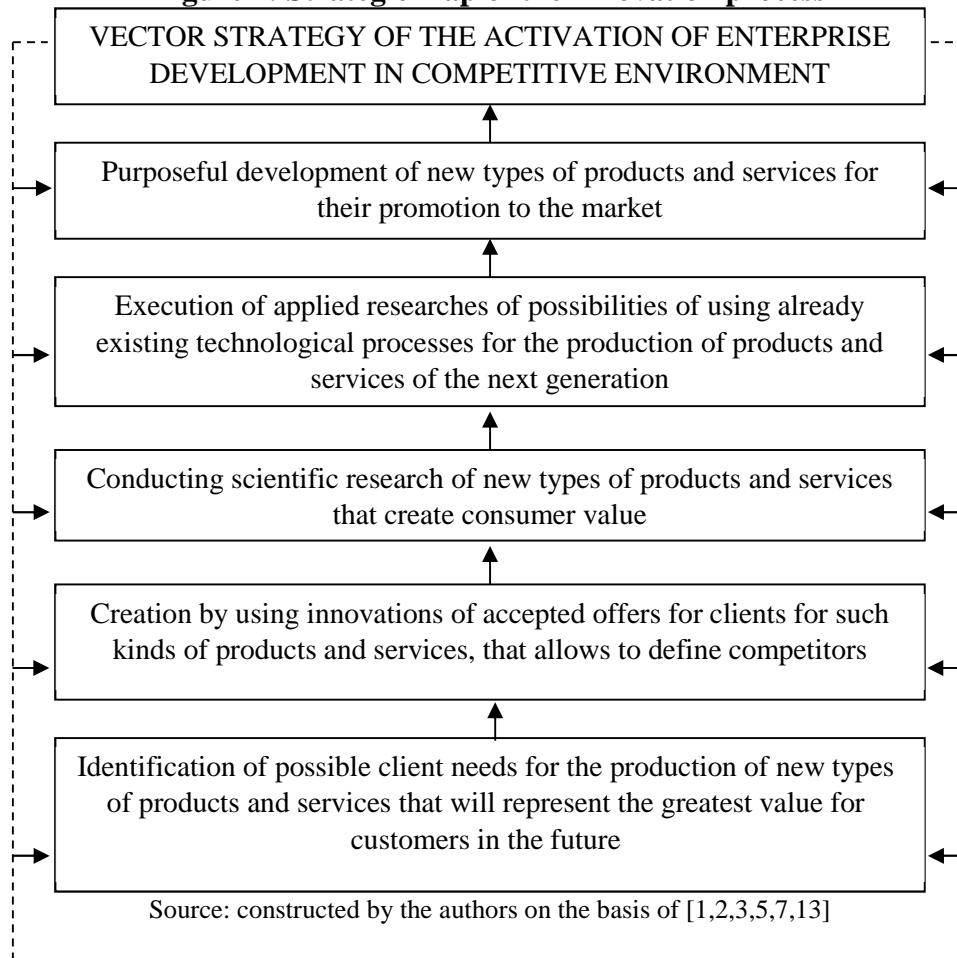 Strategic map of the innovation process
VECTOR STRATEGY OF THE ACTIVATION OF ENTERPRISE
DEVELOPMENT IN COMPETITIVE ENVIRONMENT
Purposeful development of new types of products and services for
their promotion to the market
Execution of applied researches of possibilities of using already
existing technological processes for the production of products and
services of the next generation
Conducting scientific research of new types of products and services
that create consumer value
Creation by using innovations of accepted offers for clients for such
kinds of products and services, that allows to define competitors
Identification of possible client needs for the production of new types
of products and services that will represent the greatest value for
customers in the future
Source: constructed by the authors on the basis of [1,2,3,5,7,13]